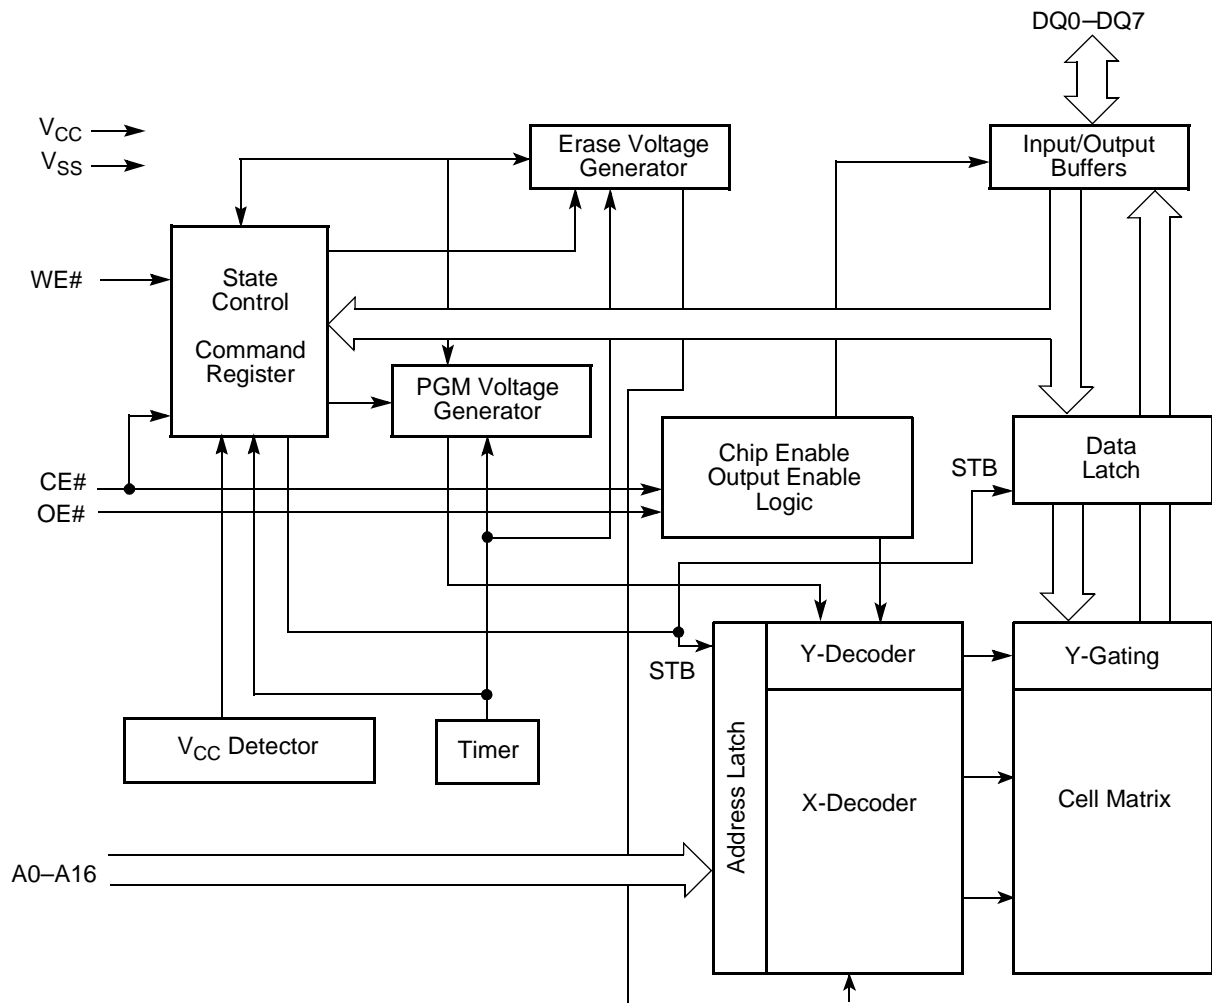 DQ0–DQ7
VCC
VSS
Erase Voltage
Generator
Input/Output
Buffers
WE#
State
Control
Command
Register
PGM Voltage
Generator
Chip Enable
Output Enable
Logic
STB
Data
Latch
CE#
OE#
STB
Y-Decoder
Y-Gating
VCC Detector
Timer
Address Latch
X-Decoder
Cell Matrix
A0–A16